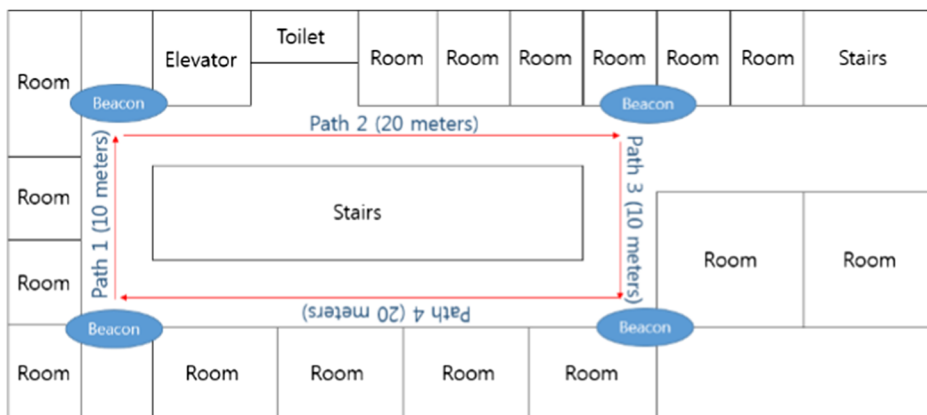 Toilet
Elevator
Room
Room
Room
Room
Room
Room
Stairs
Room
Beacon
Beacon
Path 2 (20 meters)
Path 1 (10 meters)
Path 3 (10 meters)
Room
Stairs
Room
Room
Room
Path 4 (20 meters)
Beacon
Beacon
Room
Room
Room
Room
Room